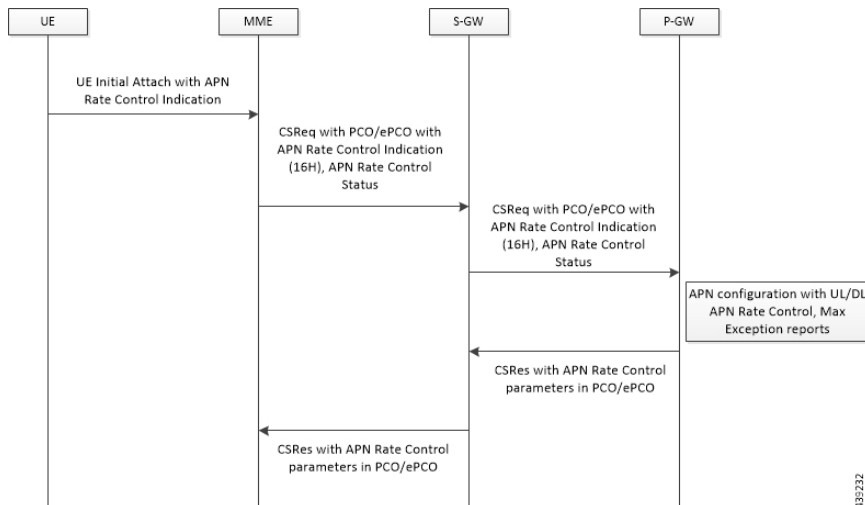 UE
MME
S-GW
P-GW
UE Initial Attach with APN
Rate Control Indication
CSReq with PCO/ePCO with
APN Rate Control Indication
(16H), APN Rate Control
Status
CSReq with PCO/ePCO with
APN Rate Control Indication
(16H), APN Rate Control
Status
APN configuration with UL/DL
APN Rate Control, Max
Exception reports
CSRes with APN Rate Control
parameters in PCO/ePCO
CSRes with APN Rate Control
parameters in PCO/ePCO